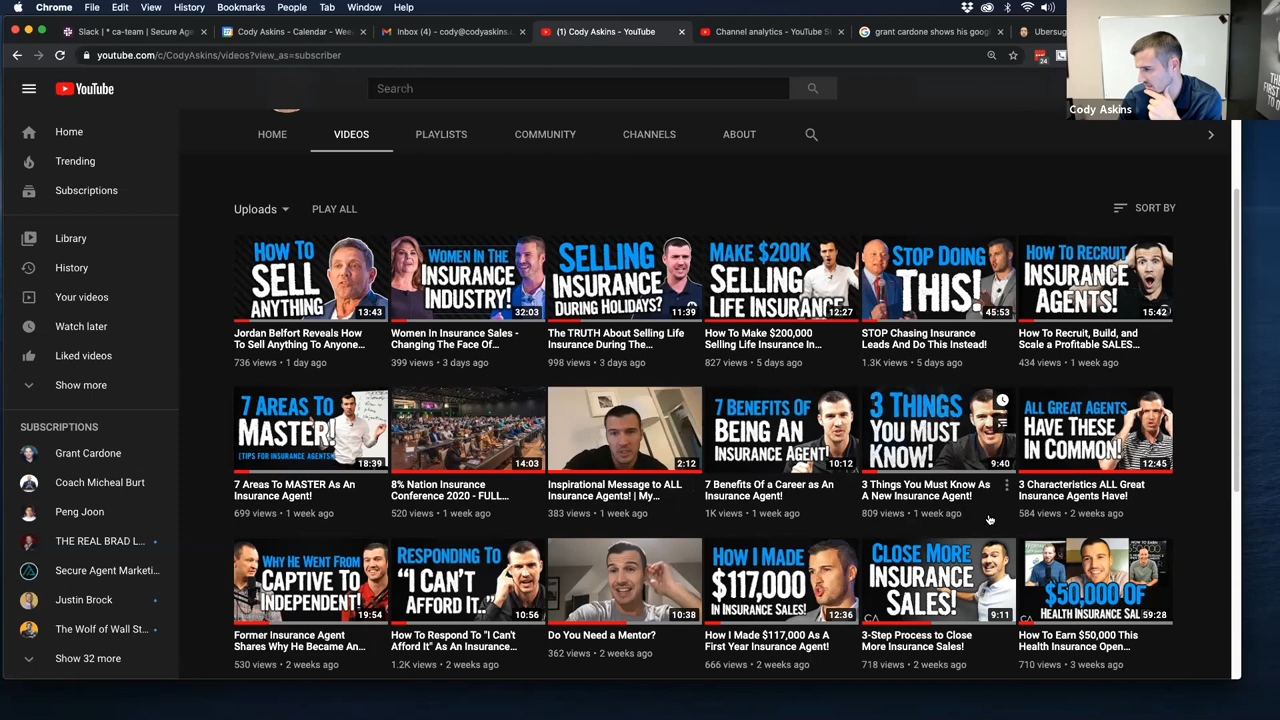 Chrome File Edit View History Bookmarks People Tab Window Help
Slack | * ca-team | Secure Age
Cody Askins - Calendar - Wee
Inbox (4) - cody@codyaskins.c
(1) Cody Askins - YouTube
Channel analytics - YouTube St
grant cardone shows his goog
Ubersug
youtube.com/c/CodyAskins/videos?view_as=subscriber
24
Cody Askins
YouTube
Search
HOME VIDEOS PLAYLISTS COMMUNITY CHANNELS ABOUT
Home
Trending
Subscriptions
Library
History
Your videos
Watch later
Liked videos
Show more
SUBSCRIPTIONS
Grant Cardone
Coach Micheal Burt
Peng Joon
THE REAL BRAD L...
Secure Agent Marketi...
Justin Brock
The Wolf of Wall St...
Show 32 more
Uploads PLAY ALL SORT BY
HOW TO
SELL
ANYTHING
13:43
Jordan Belfort Reveals How
To Sell Anything To Anyone...
736 views • 1 day ago
WOMEN IN THE
INSURANCE
INDUSTRY!
32:03
Women In Insurance Sales -
Changing The Face Of...
399 views • 3 days ago
SELLING
INSURANCE
DURING HOLIDAYS?
11:39
The TRUTH About Selling Life
Insurance During The...
998 views • 3 days ago
MAKE $200K
SELLING
LIFE INSURANCE
12:27
How To Make $200,000
Selling Life Insurance In...
827 views • 5 days ago
STOP DOING
THIS!
45:53
STOP Chasing Insurance
Leads And Do This Instead!
1.3K views • 5 days ago
HOW TO RECRUIT
INSURANCE
AGENTS!
15:42
How To Recruit, Build, and
Scale a Profitable SALES...
434 views • 1 week ago
7 AREAS TO
MASTER!
(TIPS FOR INSURANCE AGENTS)
18:39
7 Areas To MASTER As An
Insurance Agent!
699 views • 1 week ago
14:03
8% Nation Insurance
Conference 2020 - FULL...
520 views • 1 week ago
2:12
Inspirational Message to ALL
Insurance Agents! | My...
383 views • 1 week ago
7 BENEFITS OF
BEING AN
INSURANCE AGENT!
10:12
7 Benefits Of a Career as An
Insurance Agent!
1K views • 1 week ago
3 THINGS
YOU MUST
KNOW!
9:40
3 Things You Must Know As
A New Insurance Agent!
809 views • 1 week ago
ALL GREAT AGENTS
HAVE THESE
IN COMMON!
12:45
3 Characteristics ALL Great
Insurance Agents Have!
584 views • 2 weeks ago
WHY HE WENT FROM
CAPTIVE TO
INDEPENDENT!
19:54
Former Insurance Agent
Shares Why He Became An...
530 views • 2 weeks ago
RESPONDING TO
"I CAN'T
AFFORD IT.."
10:56
How To Respond To "I Can't
Afford It" As An Insurance...
1.2K views • 2 weeks ago
10:38
Do You Need a Mentor?
362 views • 2 weeks ago
HOW I MADE
$117,000
IN INSURANCE SALES!
12:36
How I Made $117,000 As A
First Year Insurance Agent!
666 views • 2 weeks ago
CLOSE MORE
INSURANCE
SALES!
CA
9:11
3-Step Process to Close
More Insurance Sales!
718 views • 2 weeks ago
$50,000 OF
HEALTH INSURANCE SAL
59:28
How To Earn $50,000 This
Health Insurance Open...
710 views • 3 weeks ago